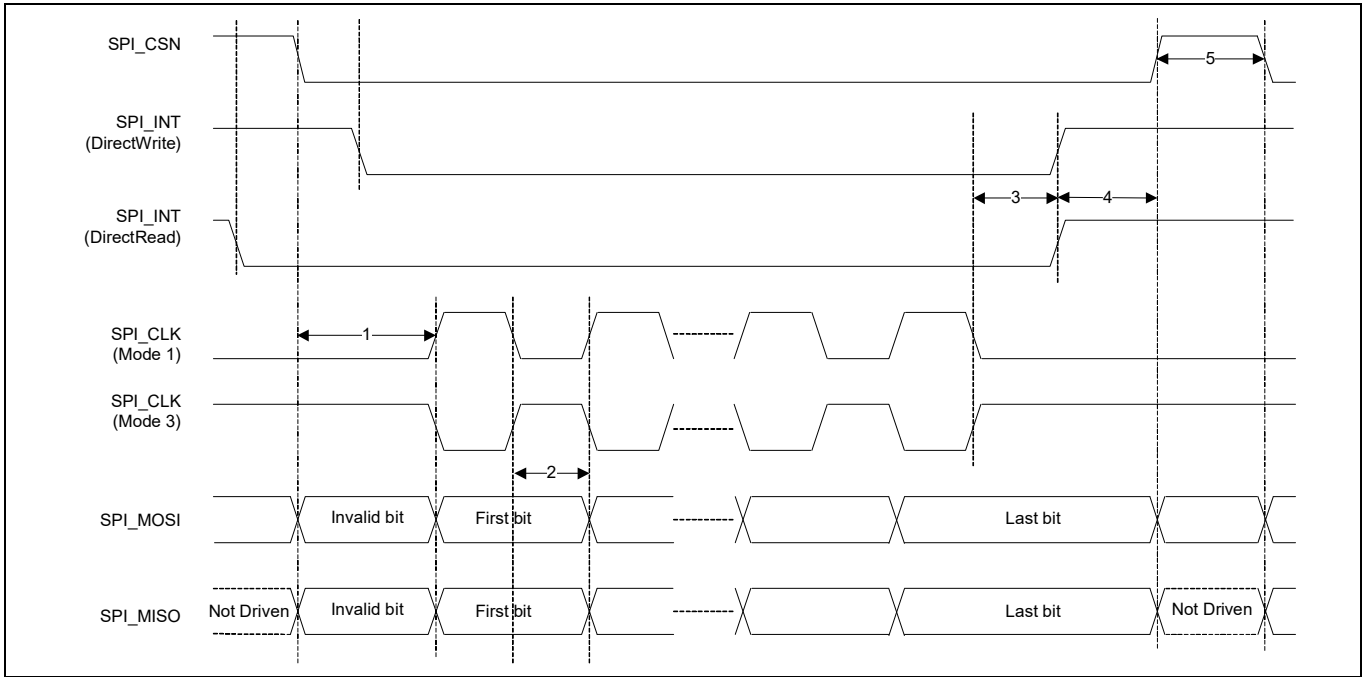 SPI_CSN
5
SPI_INT
(DirectWrite)
3
4
SPI_INT
(DirectRead)
1
SPI_CLK
(Mode 1)
SPI_CLK
(Mode 3)
2
SPI_MOSI
Invalid bit
First bit
Last bit
SPI_MISO
Not Driven
Invalid bit
First bit
Last bit
Not Driven